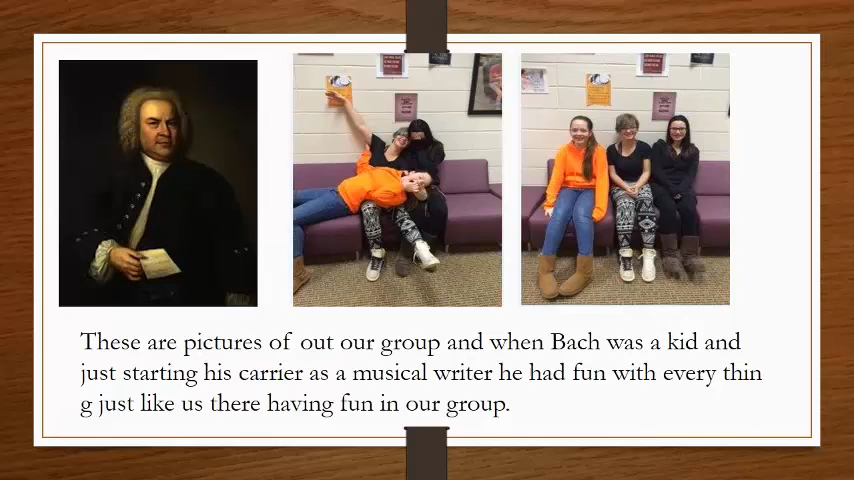 These are pictures of out our group and when Bach was a kid and
just starting his carrier as a musical writer he had fun with every thin
g just like us there having fun in our group.